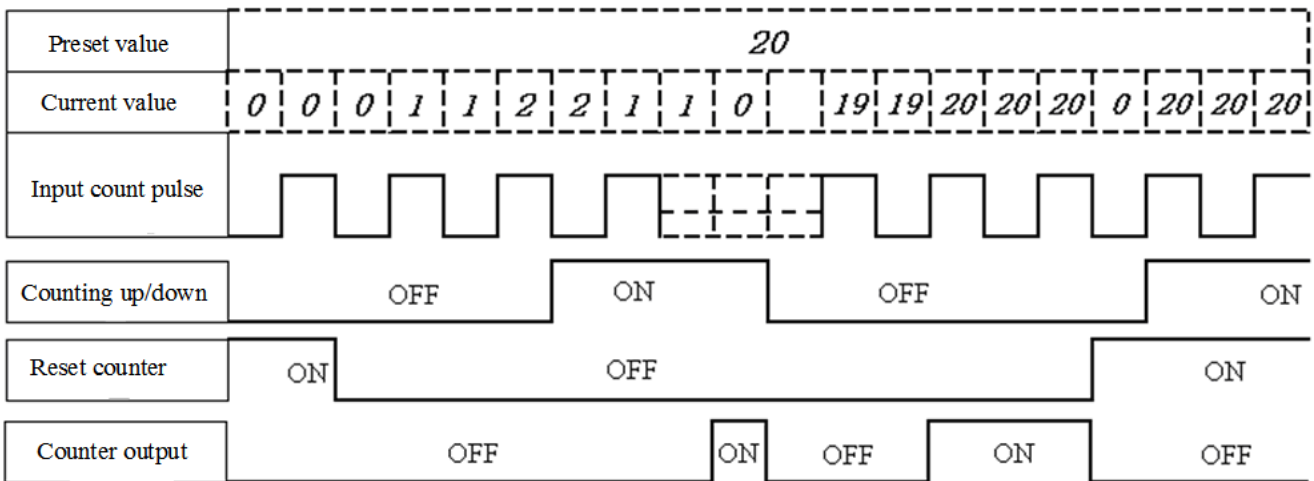 Preset value 20
Current value 0 0 0 1 1 2 2 1 1 0 19 19 20 20 20 0 20 20 20
Input count pulse
Counting up/down OFF ON OFF ON
Reset counter ON OFF ON
Counter output OFF ON OFF ON OFF